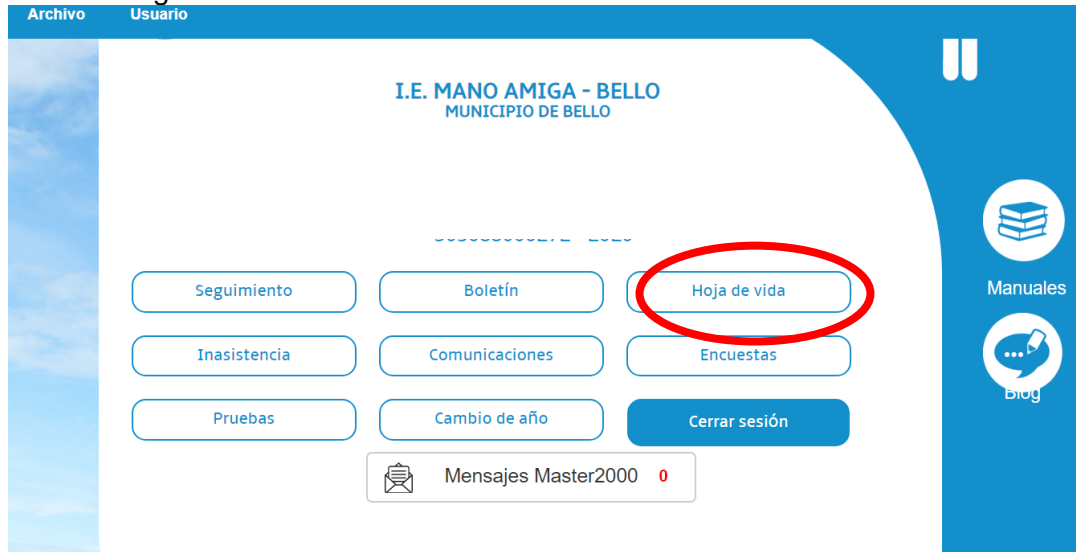 Archivo Usuario
I.E. MANO AMIGA - BELLO
MUNICIPIO DE BELLO
Seguimiento Boletín Hoja de vida
Manuales
Inasistencia Comunicaciones Encuestas
Blog
Pruebas Cambio de año Cerrar sesión
Mensajes Master2000 0